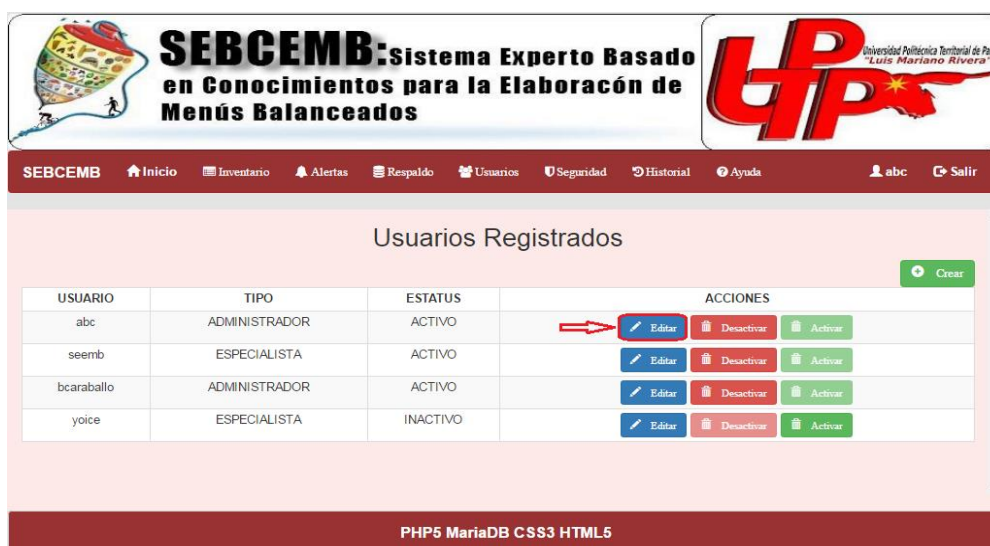 SEBCEMB:Sistema Experto Basado
en Conocimientos para la Elaboracón de
Menús Balanceados
UPTP
Universidad Politécnica Territorial de Pa
"Luis Mariano Rivera"
SEBCEMB Inicio Inventario Alertas Respaldo Usuarios Seguridad Historial Ayuda abc Salir
Usuarios Registrados
Crear
USUARIO TIPO ESTATUS ACCIONES
abc ADMINISTRADOR ACTIVO Editar Desactivar Activar
seemb ESPECIALISTA ACTIVO Editar Desactivar Activar
bcaraballo ADMINISTRADOR ACTIVO Editar Desactivar Activar
yoice ESPECIALISTA INACTIVO Editar Desactivar Activar
PHP5 MariaDB CSS3 HTML5